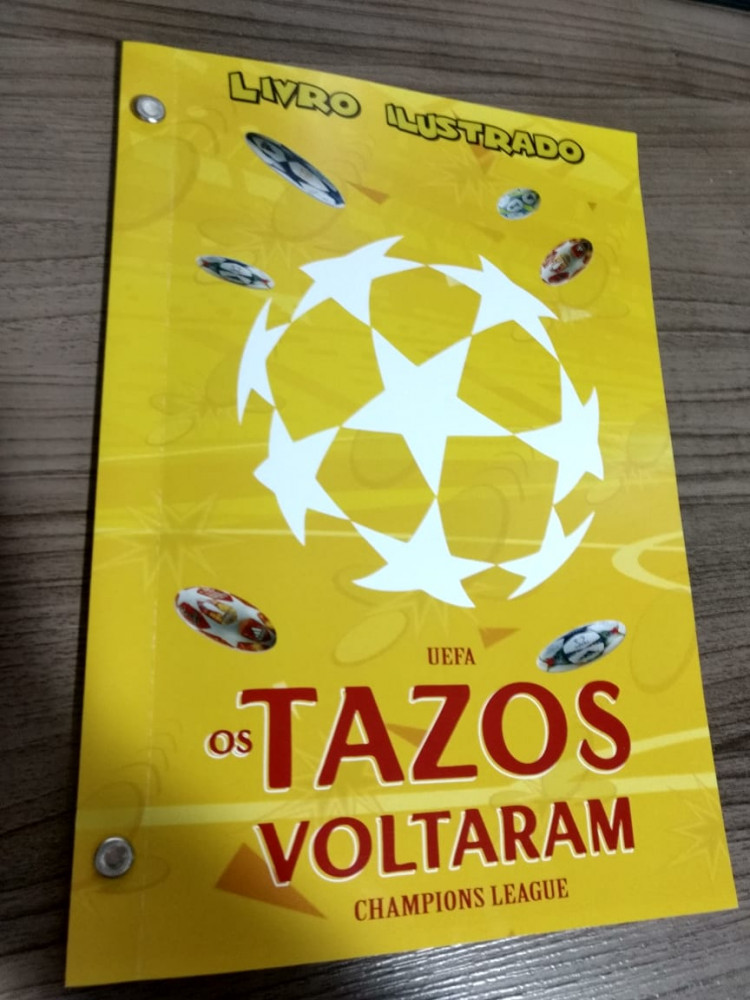 LIVRO ILUSTRADO
UEFA
OS TAZOS
VOLTARAM
CHAMPIONS LEAGUE